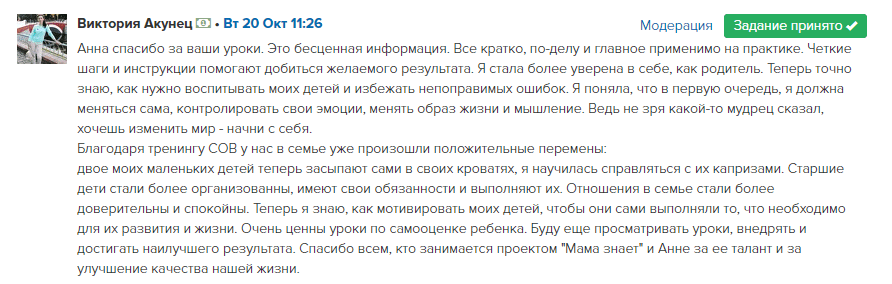 Виктория Акунец • Вт 20 Окт 11:26
Модерация Задание принято
Анна спасибо за ваши уроки. Это бесценная информация. Все кратко, по-делу и главное применимо на практике. Четкие
шаги и инструкции помогают добиться желаемого результата. Я стала более уверена в себе, как родитель. Теперь точно
знаю, как нужно воспитывать моих детей и избежать непоправимых ошибок. Я поняла, что в первую очередь, я должна
меняться сама, контролировать свои эмоции, менять образ жизни и мышление. Ведь не зря какой-то мудрец сказал,
хочешь изменить мир - начни с себя.
Благодаря тренингу СОВ у нас в семье уже произошли положительные перемены:
двое моих маленьких детей теперь засыпают сами в своих кроватях, я научилась справляться с их капризами. Старшие
дети стали более организованны, имеют свои обязанности и выполняют их. Отношения в семье стали более
доверительны и спокойны. Теперь я знаю, как мотивировать моих детей, чтобы они сами выполняли то, что необходимо
для их развития и жизни. Очень ценны уроки по самооценке ребенка. Буду еще просматривать уроки, внедрять и
достигать наилучшего результата. Спасибо всем, кто занимается проектом "Мама знает" и Анне за ее талант и за
улучшение качества нашей жизни.